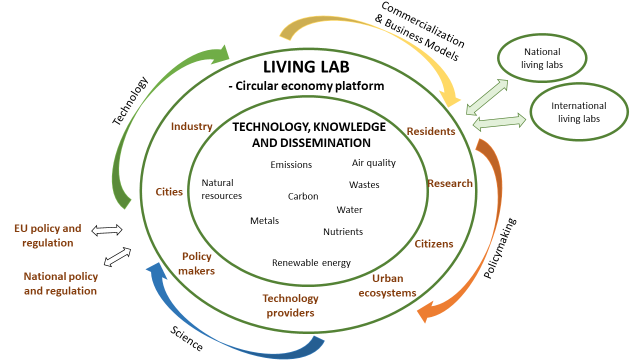 Commercialization
& Business Models
LIVING LAB
- Circular economy platform
National
living labs
International
living labs
Technology
Industry
TECHNOLOGY, KNOWLEDGE
AND DISSEMINATION
Residents
Emissions
Air quality
Natural
resources
Carbon
Wastes
Water
Metals
Nutrients
Renewable energy
Cities
Research
Citizens
Policymaking
EU policy and
regulation
National policy
and regulation
Policy
makers
Urban
ecosystems
Technology
providers
Science